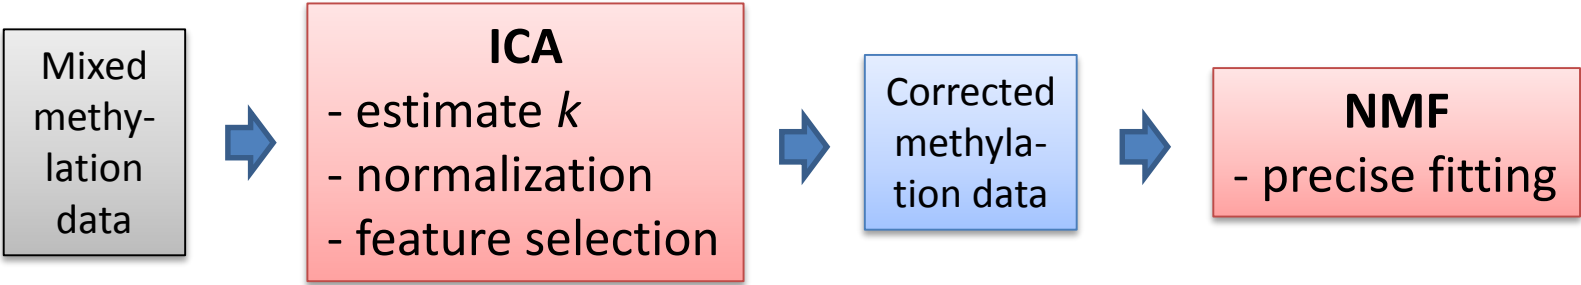 Mixed
methy-
lation
data
ICA
- estimate k
- normalization
- feature selection
Corrected
methyla-
tion data
NMF
- precise fitting